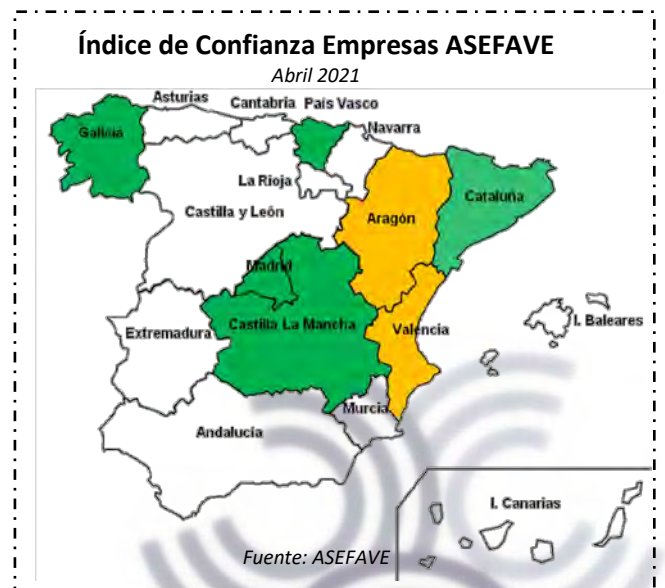 Índice de Confianza Empresas ASEFAVE
Abril 2021
Asturias
Cantabria
País Vasco
Galicia
Navarra
La Rioja
Castilla y León
Aragón
Cataluña
Madrid
Castilla La Mancha
Valencia
I. Baleares
Extremadura
Murcia
Andalucía
I. Canarias
Fuente: ASEFAVE